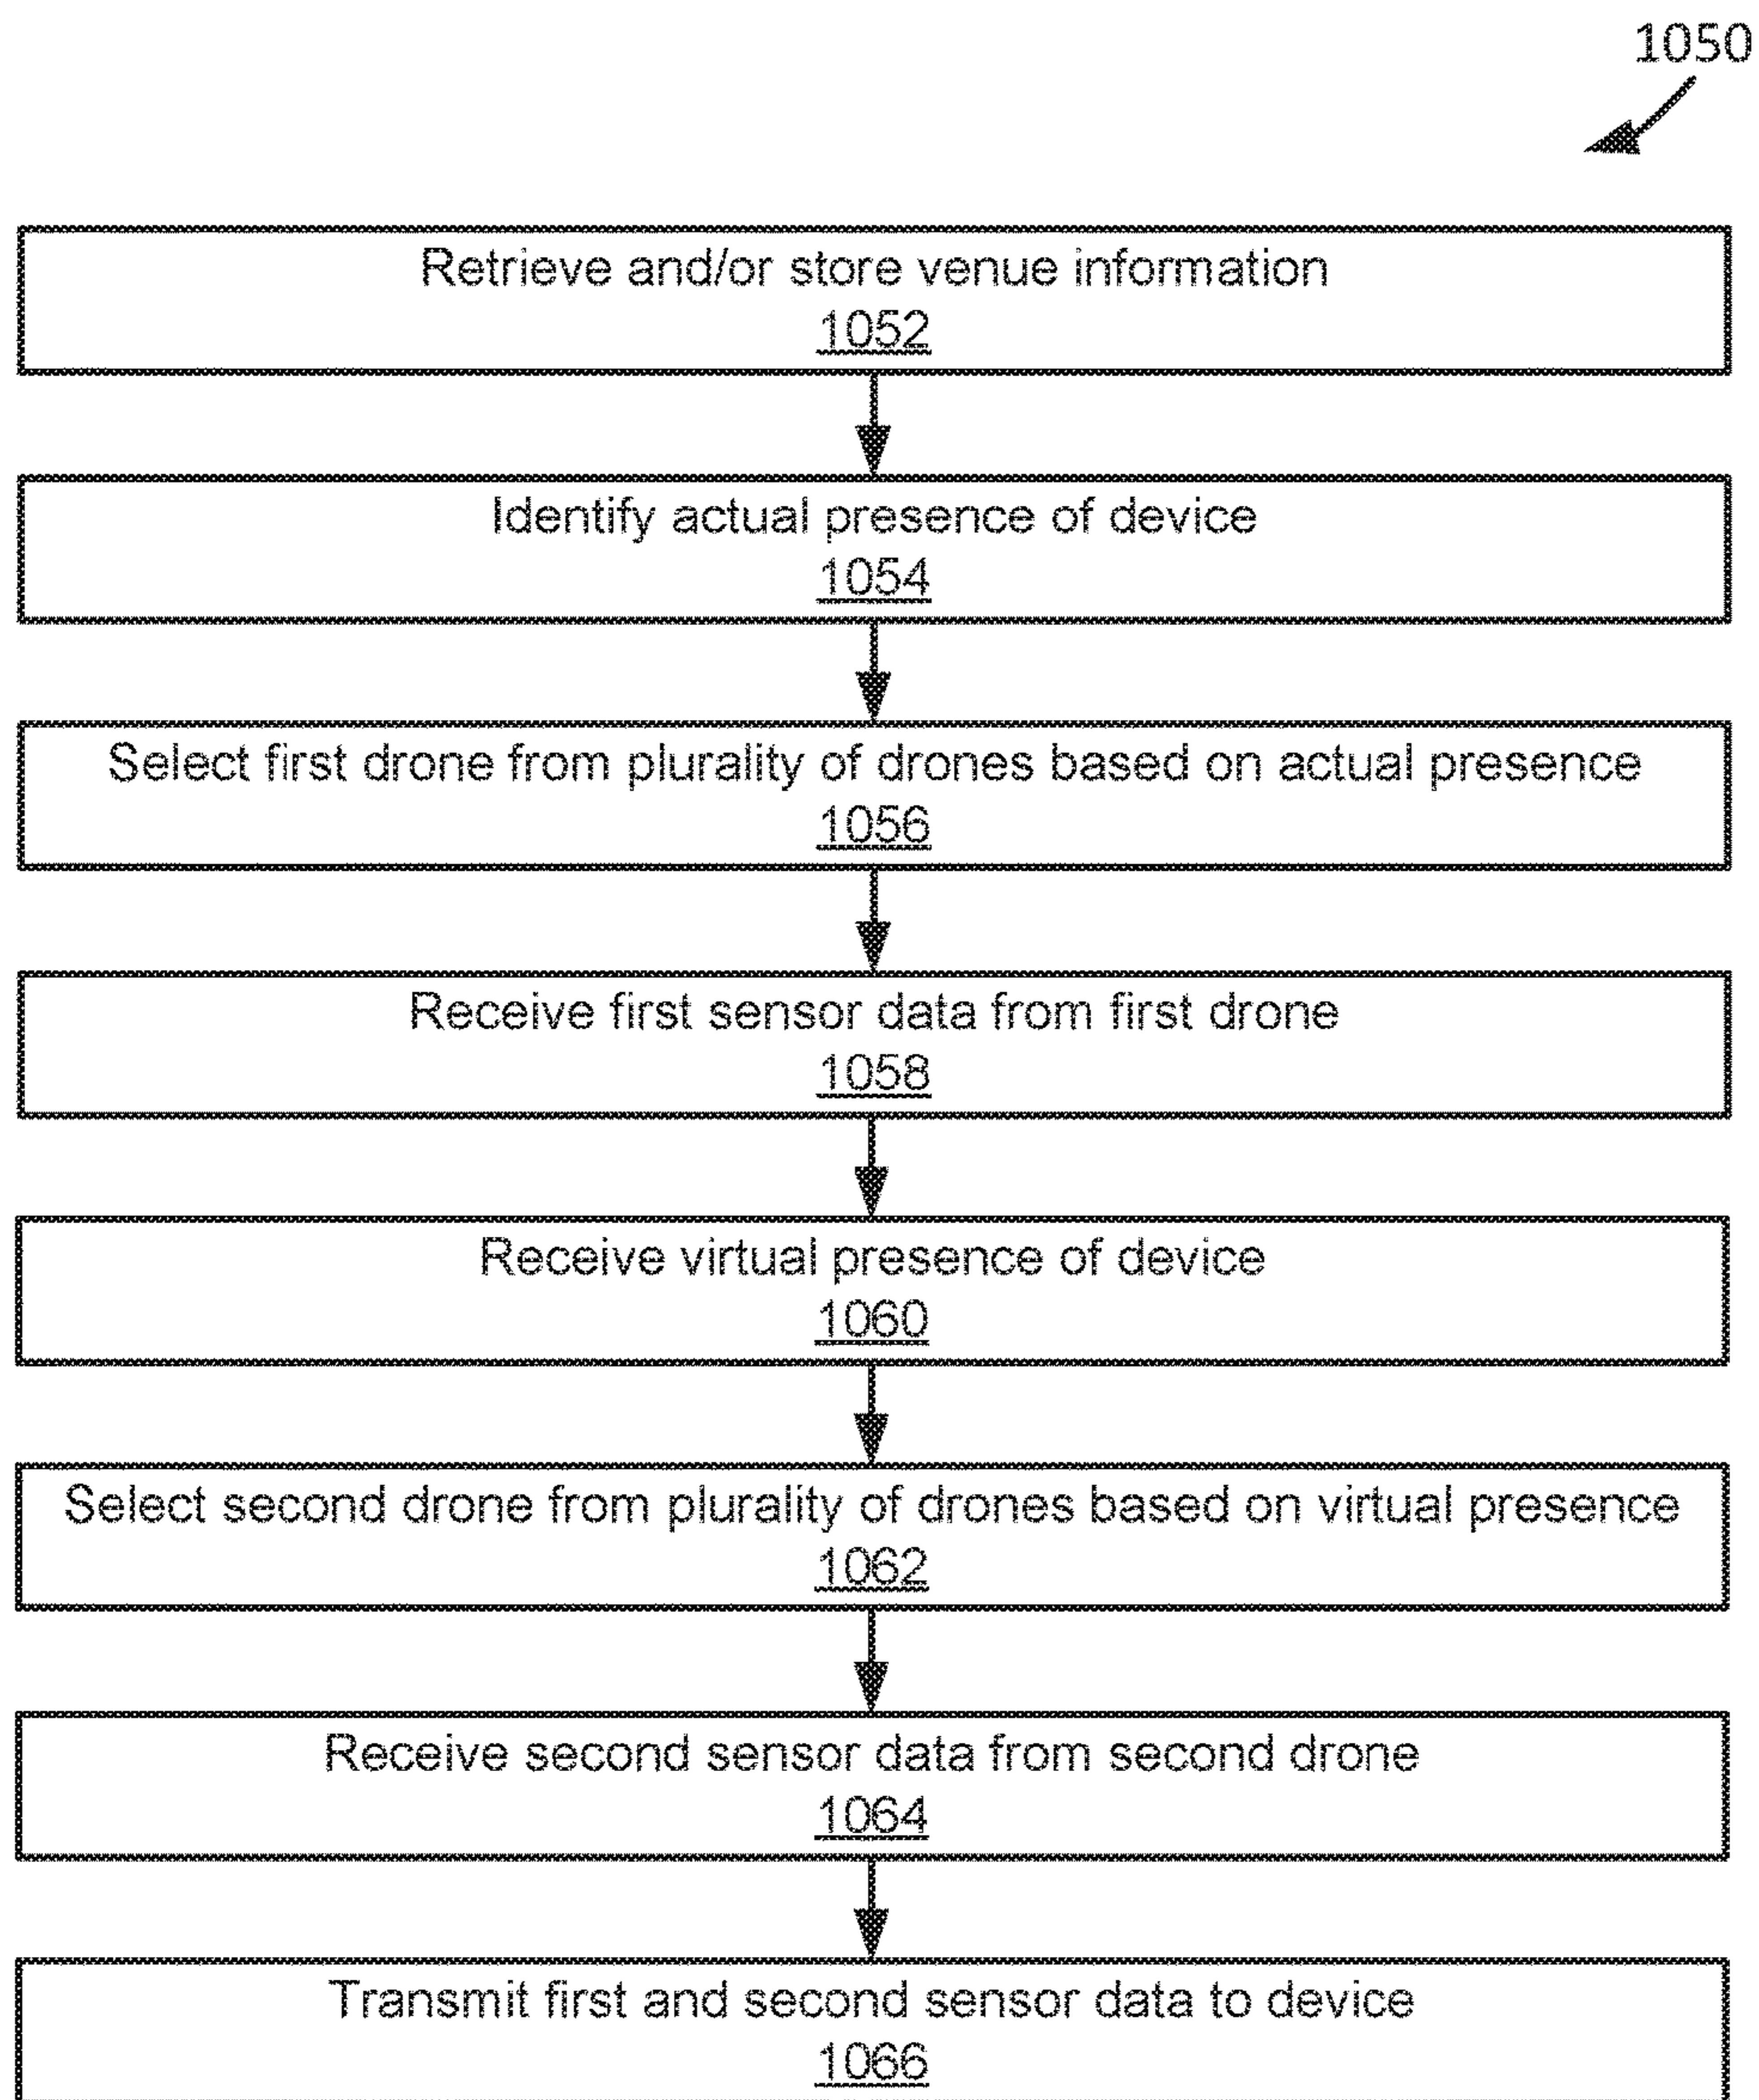 1050
Retrieve and/or store venue information
1052
Identify actual presence of device
1054
Select first drone from plurality of drones based on actual presence
1056
Receive first sensor data from first drone
1058
Receive virtual presence of device
1060
Select second drone from plurality of drones based on virtual presence
1062
Receive second sensor data from second drone
1064
Transmit first and second sensor data to device
1066